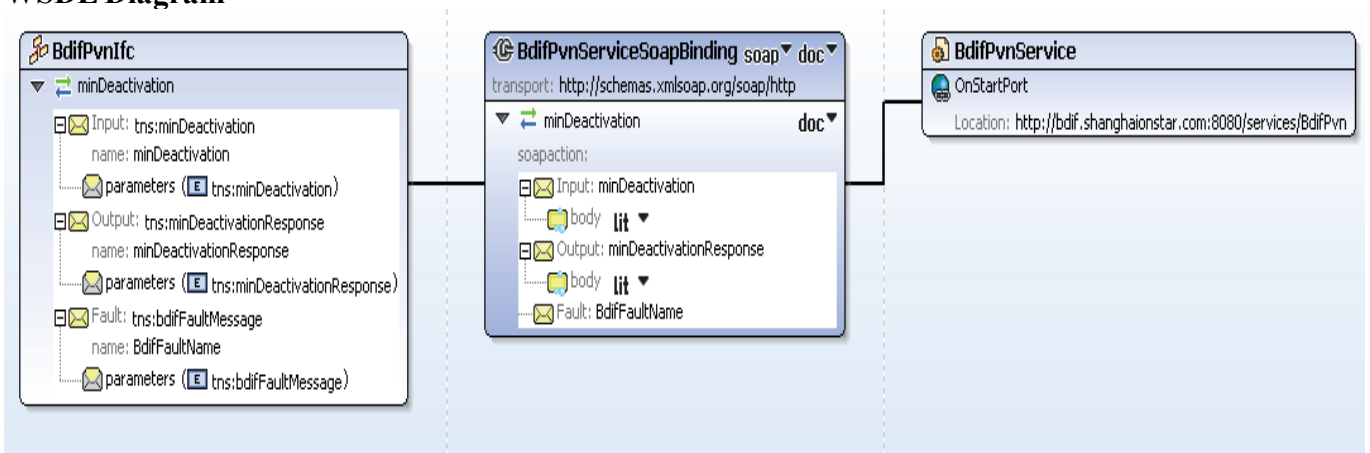 WSDL Diagram
BdifPvnIfc
minDeactivation
Input: tns:minDeactivation
name: minDeactivation
parameters (E tns:minDeactivation)
Output: tns:minDeactivationResponse
name: minDeactivationResponse
parameters (E tns:minDeactivationResponse)
Fault: tns:bdifFaultMessage
name: BdifFaultName
parameters (E tns:bdifFaultMessage)
BdifPvnServiceSoapBinding soap doc
transport: http://schemas.xmlsoap.org/soap/http
minDeactivation doc
soapaction:
Input: minDeactivation
body lit
Output: minDeactivationResponse
body lit
Fault: BdifFaultName
BdifPvnService
OnStartPort
Location: http://bdif.shanghaionstar.com:8080/services/BdifPvn